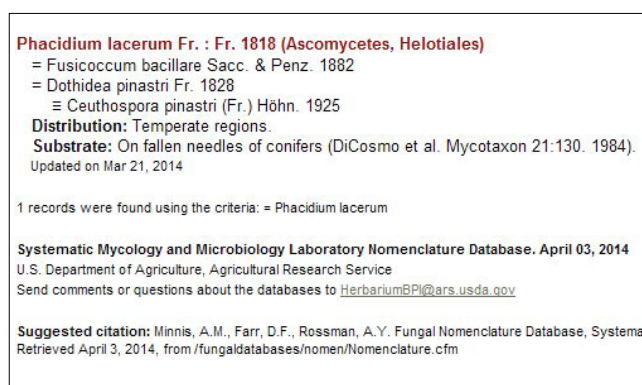 Phacidium lacerum Fr. : Fr. 1818 (Ascomycetes, Helotiales)
= Fusicoccum bacillare Sacc. & Penz. 1882
= Dothidea pinastri Fr. 1828
≡ Ceuthospora pinastri (Fr.) Höhn. 1925
Distribution: Temperate regions.
Substrate: On fallen needles of conifers (DiCosmo et al. Mycotaxon 21:130. 1984).
Updated on Mar 21, 2014
1 records were found using the criteria: = Phacidium lacerum
Systematic Mycology and Microbiology Laboratory Nomenclature Database. April 03, 2014
U.S. Department of Agriculture, Agricultural Research Service
Send comments or questions about the databases to HerbariumBPI@ars.usda.gov
Suggested citation: Minnis, A.M., Farr, D.F., Rossman, A.Y. Fungal Nomenclature Database, Systema
Retrieved April 3, 2014, from /fungaldatabases/nomen/Nomenclature.cfm